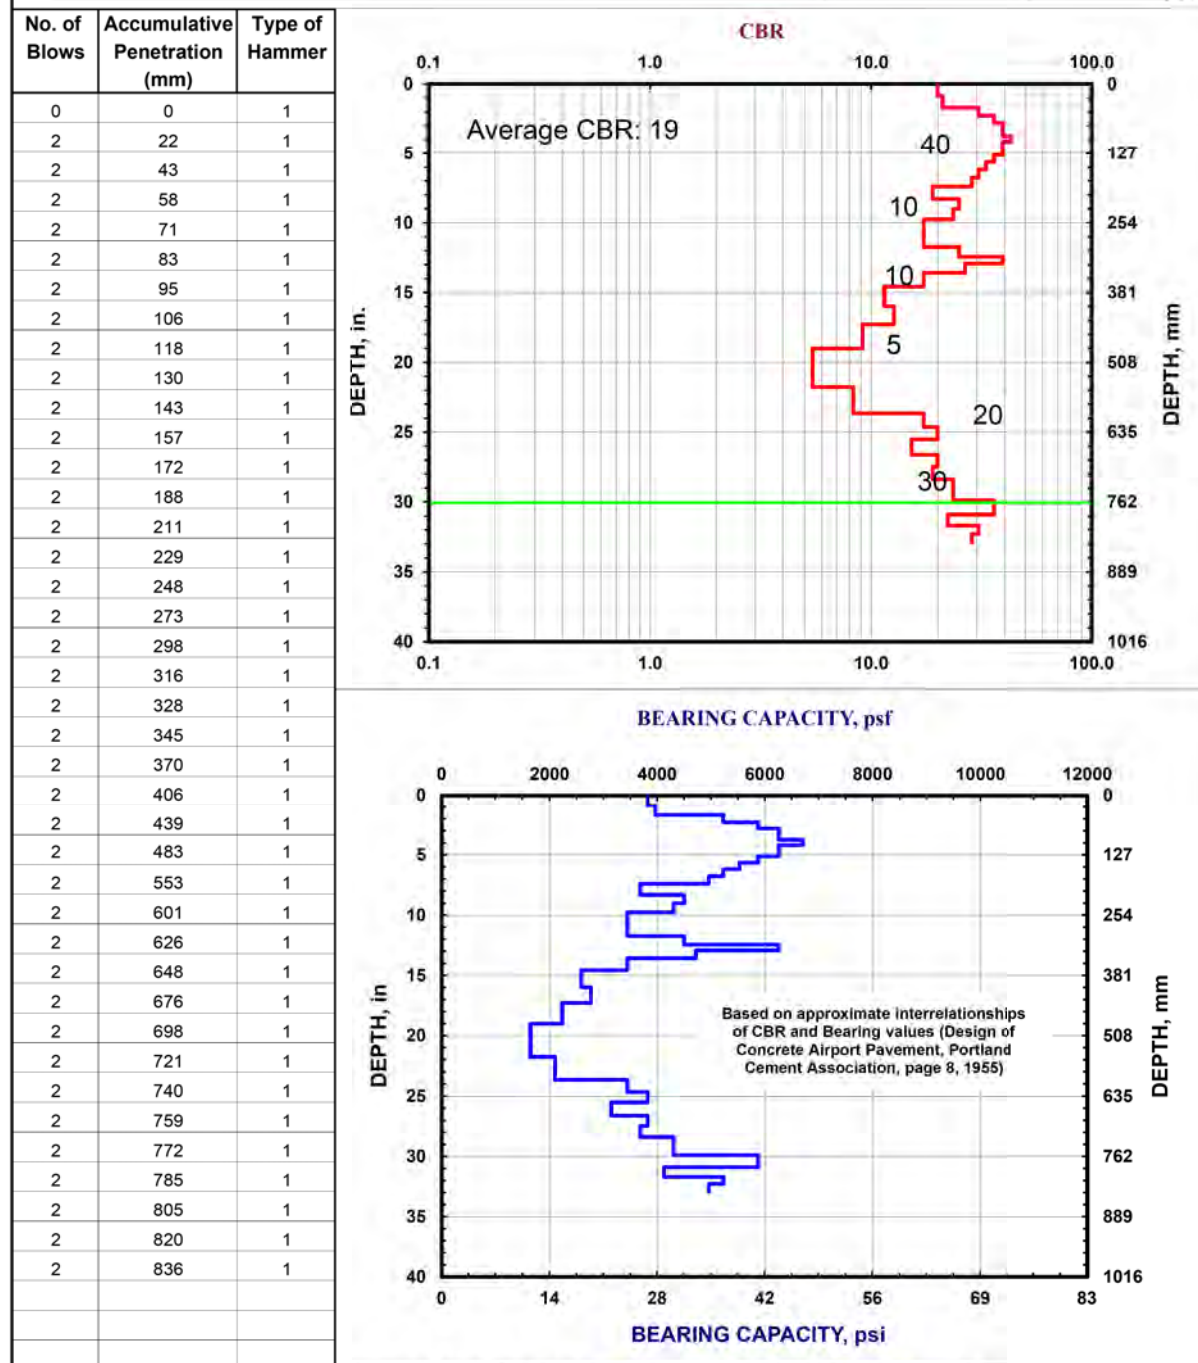 No. of Blows Accumulative Penetration (mm) Type of Hammer
0 0 1
2 22 1
2 43 1
2 58 1
2 71 1
2 83 1
2 95 1
2 106 1
2 118 1
2 130 1
2 143 1
2 157 1
2 172 1
2 188 1
2 211 1
2 229 1
2 248 1
2 273 1
2 298 1
2 316 1
2 328 1
2 345 1
2 370 1
2 406 1
2 439 1
2 483 1
2 553 1
2 601 1
2 626 1
2 648 1
2 676 1
2 698 1
2 721 1
2 740 1
2 759 1
2 772 1
2 785 1
2 805 1
2 820 1
2 836 1
CBR
0.1 1.0 10.0 100.0
0 0
Average CBR: 19
40
5 127
10
10 254
10
15 381
5
20 508
20
25 635
30
30 762
35 889
40 1016
0.1 1.0 10.0 100.0
DEPTH, in.
DEPTH, mm
BEARING CAPACITY, psf
0 2000 4000 6000 8000 10000 12000
0 0
5 127
10 254
15 381
Based on approximate interrelationships
of CBR and Bearing values (Design of
Concrete Airport Pavement, Portland
Cement Association, page 8, 1955)
20 508
25 635
30 762
35 889
40 1016
0 14 28 42 56 69 83
DEPTH, in
DEPTH, mm
BEARING CAPACITY, psi